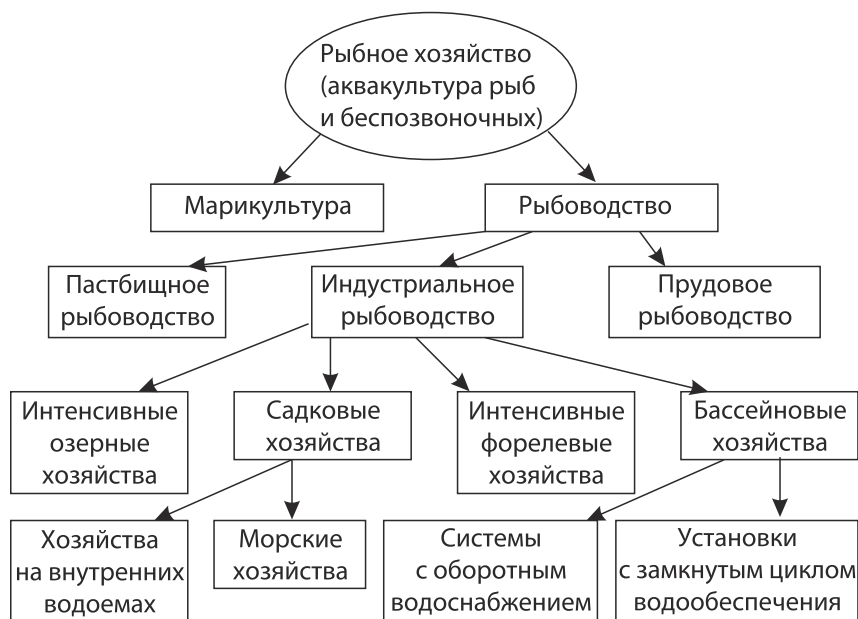 Рыбное хозяйство
(аквакультура рыб
и беспозвоночных)
Марикультура
Рыбоводство
Пастбищное
рыбоводство
Индустриальное
рыбоводство
Прудовое
рыбоводство
Интенсивные
озерные
хозяйства
Садковые
хозяйства
Интенсивные
форелевые
хозяйства
Бассейновые
хозяйства
Хозяйства
на внутренних
водоемах
Морские
хозяйства
Системы
с оборотным
водоснабжением
Установки
с замкнутым циклом
водообеспечения